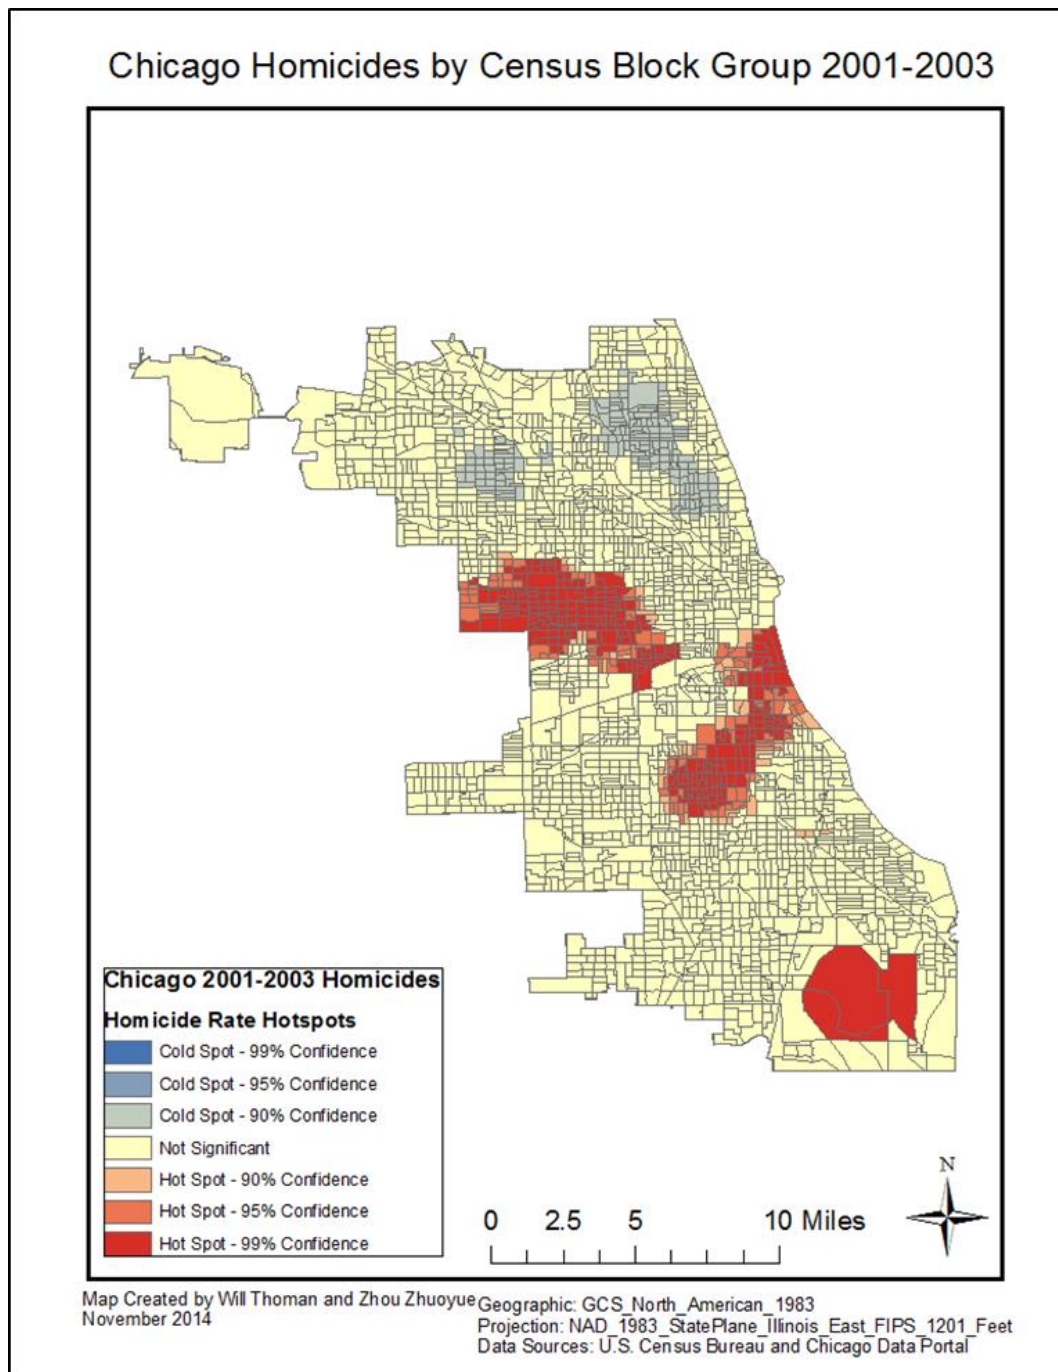 Chicago Homicides by Census Block Group 2001-2003
Chicago 2001-2003 Homicides
Homicide Rate Hotspots
Cold Spot - 99% Confidence
Cold Spot - 95% Confidence
Cold Spot - 90% Confidence
Not Significant
Hot Spot - 90% Confidence
Hot Spot - 95% Confidence
Hot Spot - 99% Confidence
N
0 2.5 5 10 Miles
Map Created by Will Thoman and Zhou Zhuoyue
November 2014
Geographic: GCS_North_American_1983
Projection: NAD_1983_StatePlane_Illinois_East_FIPS_1201_Feet
Data Sources: U.S. Census Bureau and Chicago Data Portal